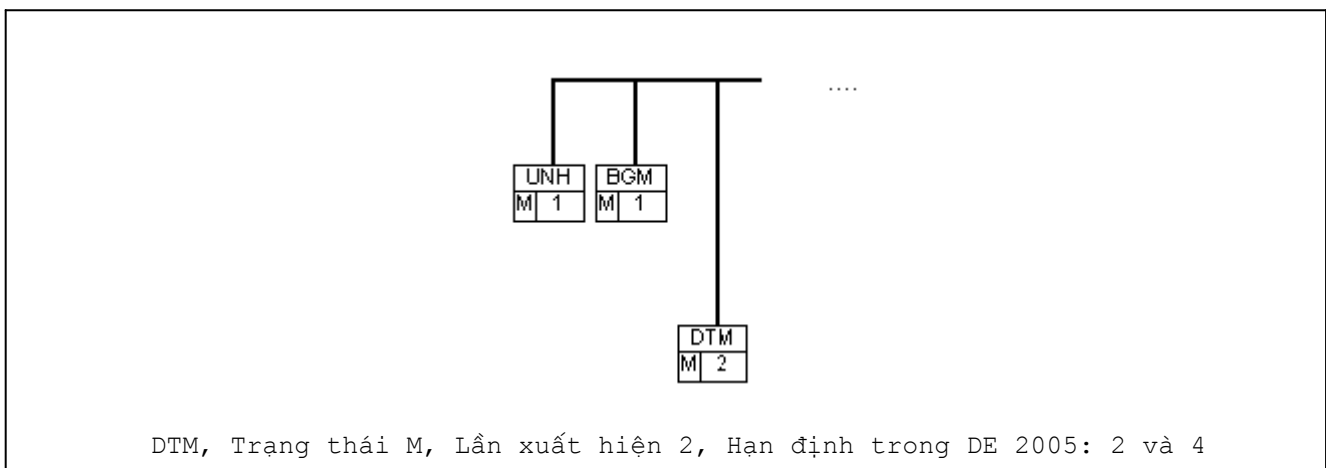 ....
UNH BGM
M 1 M 1
DTM
M 2
DTM, Trạng thái M, Lần xuất hiện 2, Hạn định trong DE 2005: 2 và 4